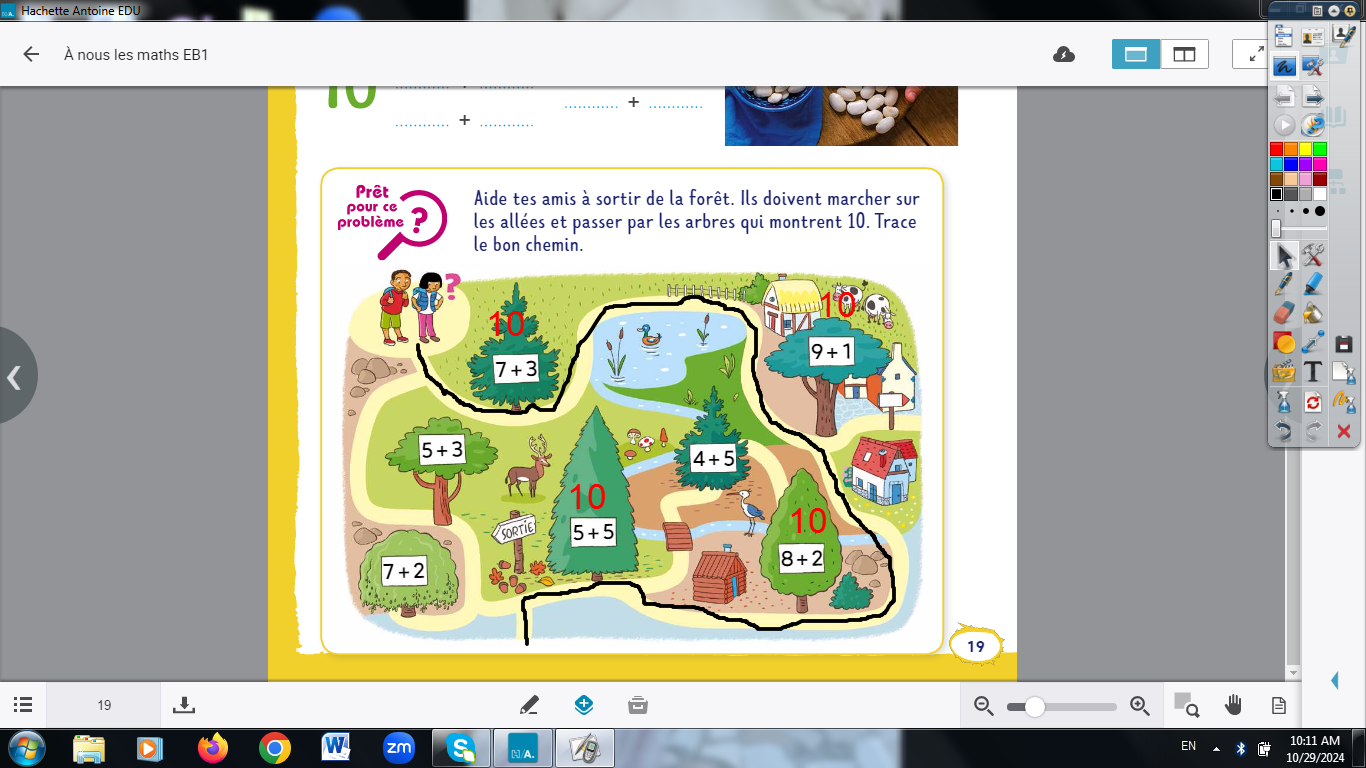 Hachette Antoine EDU
À nous les maths EB1
10 ............ + ............ ............ + ............
............ + ............
Prêt
pour ce
problème ?
Aide tes amis à sortir de la forêt. Ils doivent marcher sur
les allées et passer par les arbres qui montrent 10. Trace
le bon chemin.
?
10
7 + 3
10
9 + 1
5 + 3
4 + 5
10
5 + 5
SORTIE
10
8 + 2
7 + 2
19
19
EN
10:11 AM
10/29/2024